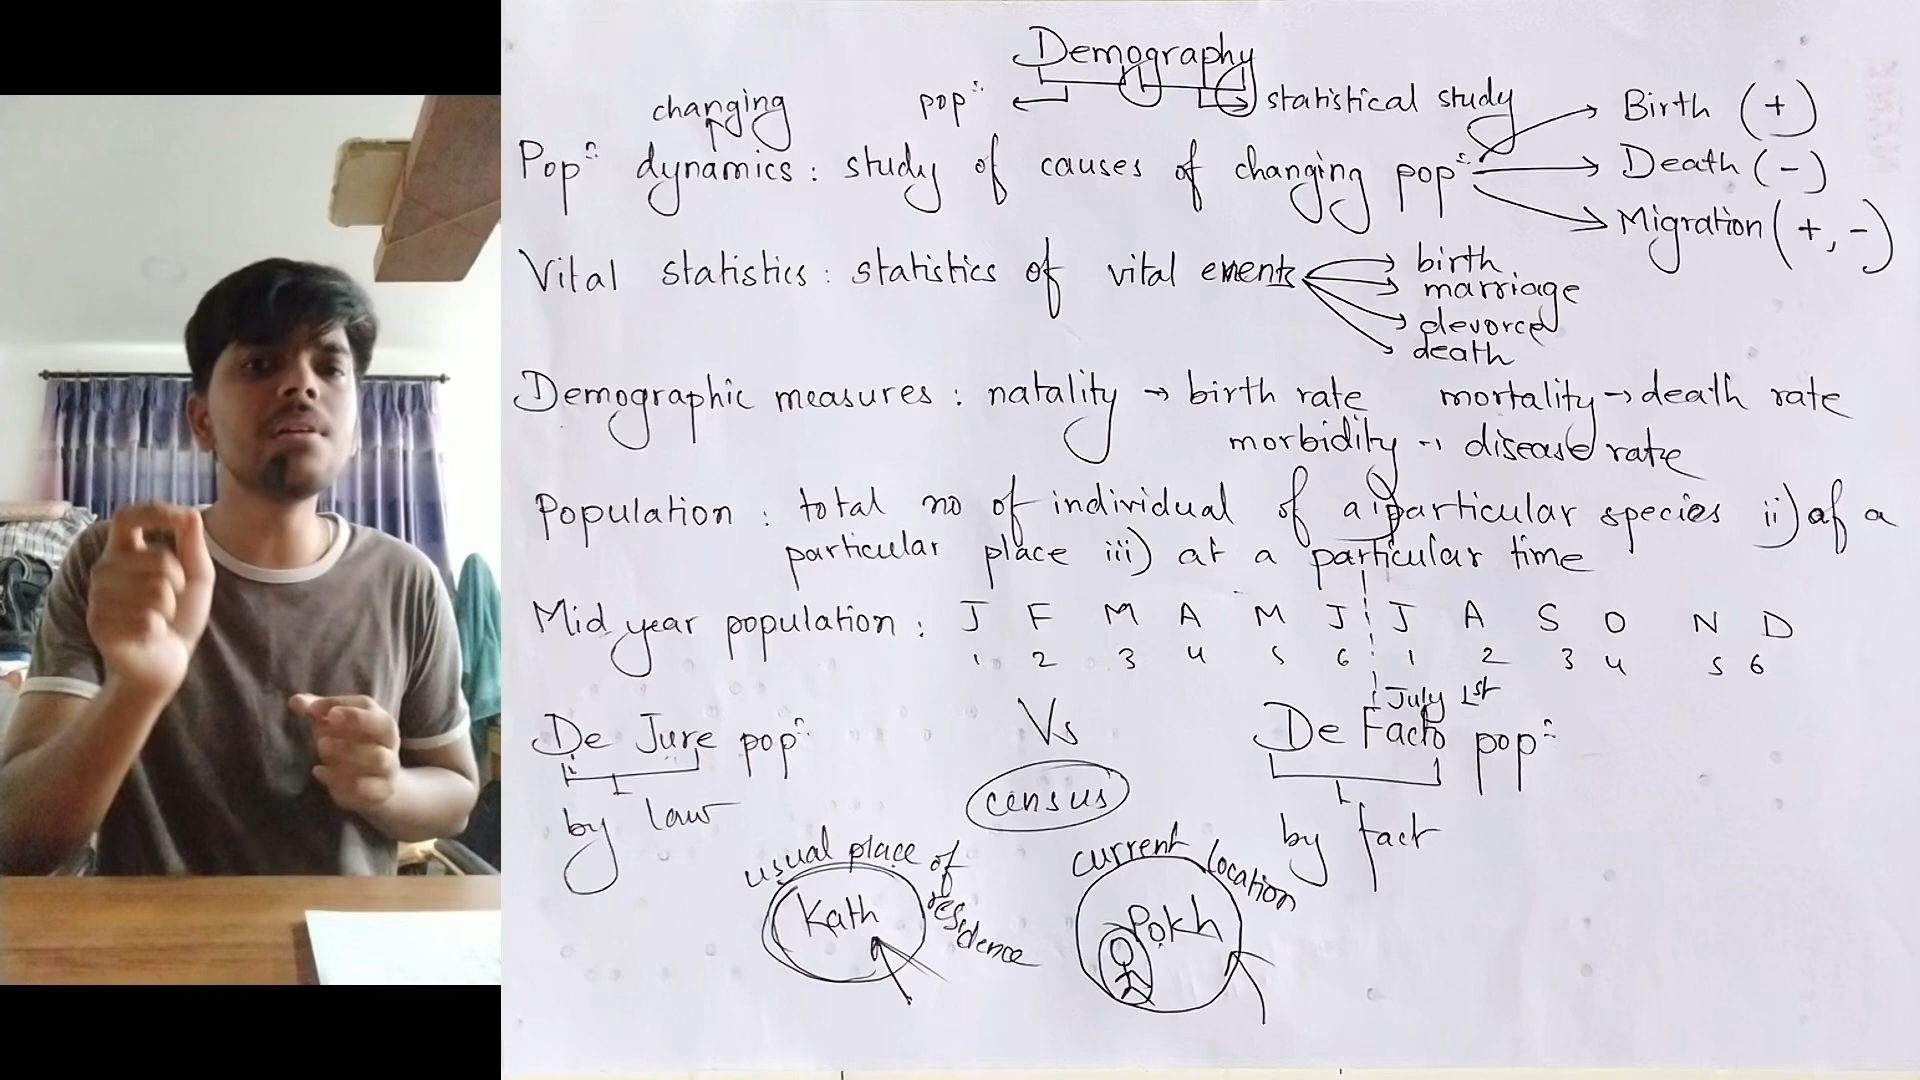 Demography
changing pop:ⁿ statistical study Birth (+)
Popⁿ dynamics : study of causes of changing popⁿ Death (-)
Migration (+, -)
Vital statistics : statistics of vital events birth
marriage
devorce
death
Demographic measures : natality → birth rate mortality → death rate
morbidity → disease rate
Population : total no of individual of a i) particular species ii) of a
particular place iii) at a particular time
Mid year population : J F M A M J J A S O N D
1 2 3 4 5 6 1 2 3 4 5 6
July 1st
De Jure popⁿ Vs De Facto popⁿ
by law census by fact
usual place of residence current location
Kath Pokh